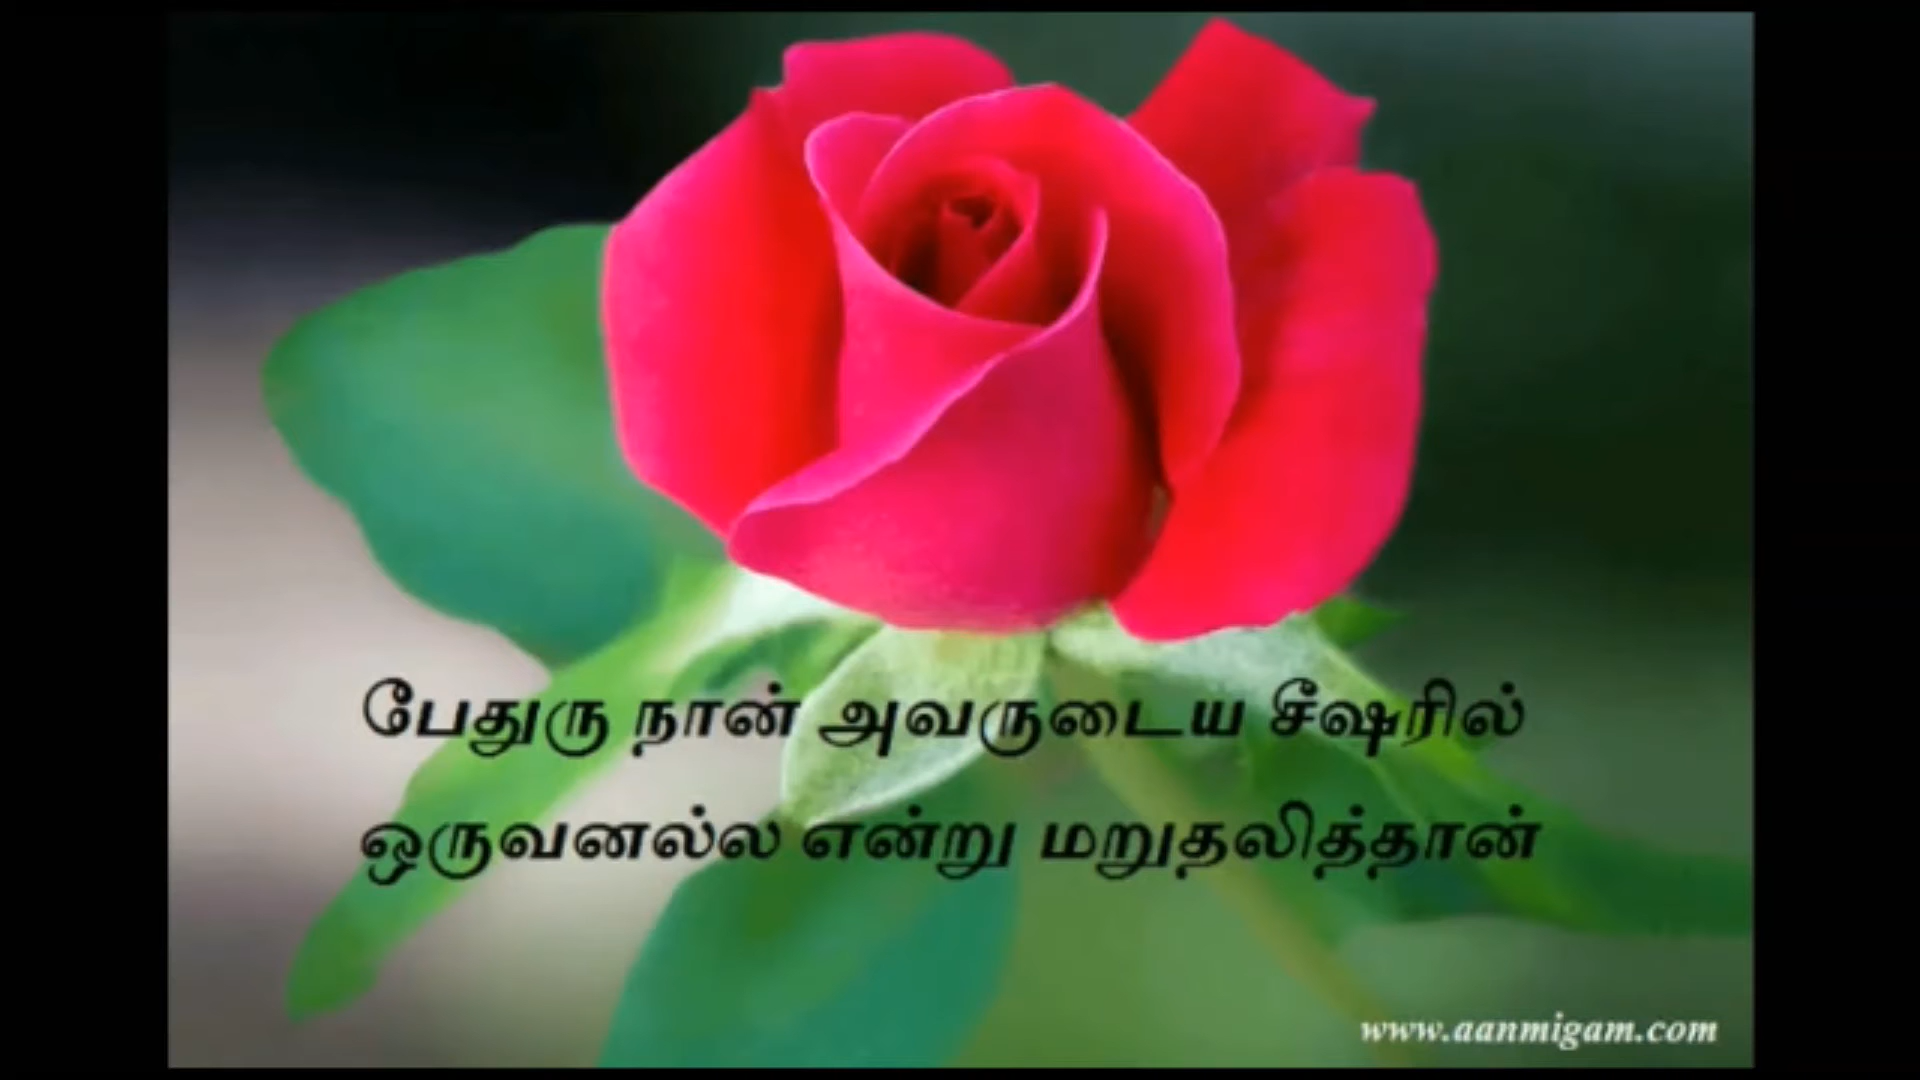 பேதுரு நான் அவருடைய சீஷரில்
ஒருவனல்ல என்று மறுதலித்தான்
www.aanmigam.com